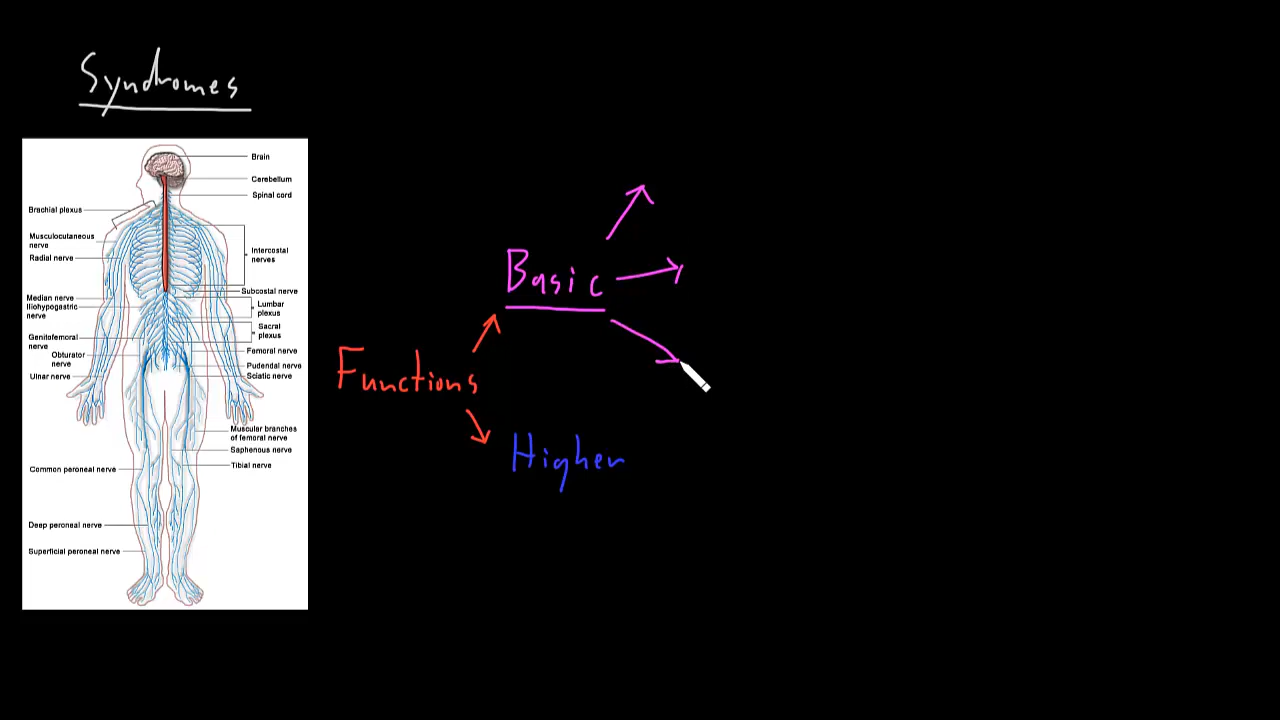 Syndromes
Brain
Cerebellum
Spinal cord
Brachial plexus
Musculocutaneous
nerve
Radial nerve
Intercostal
nerves
Subcostal nerve
Median nerve
Iliohypogastric
nerve
Lumbar
plexus
Sacral
plexus
Genitofemoral
nerve
Obturator
nerve
Ulnar nerve
Femoral nerve
Pudendal nerve
Sciatic nerve
Muscular branches
of femoral nerve
Saphenous nerve
Tibial nerve
Common peroneal nerve
Deep peroneal nerve
Superficial peroneal nerve
Functions
Basic
Higher